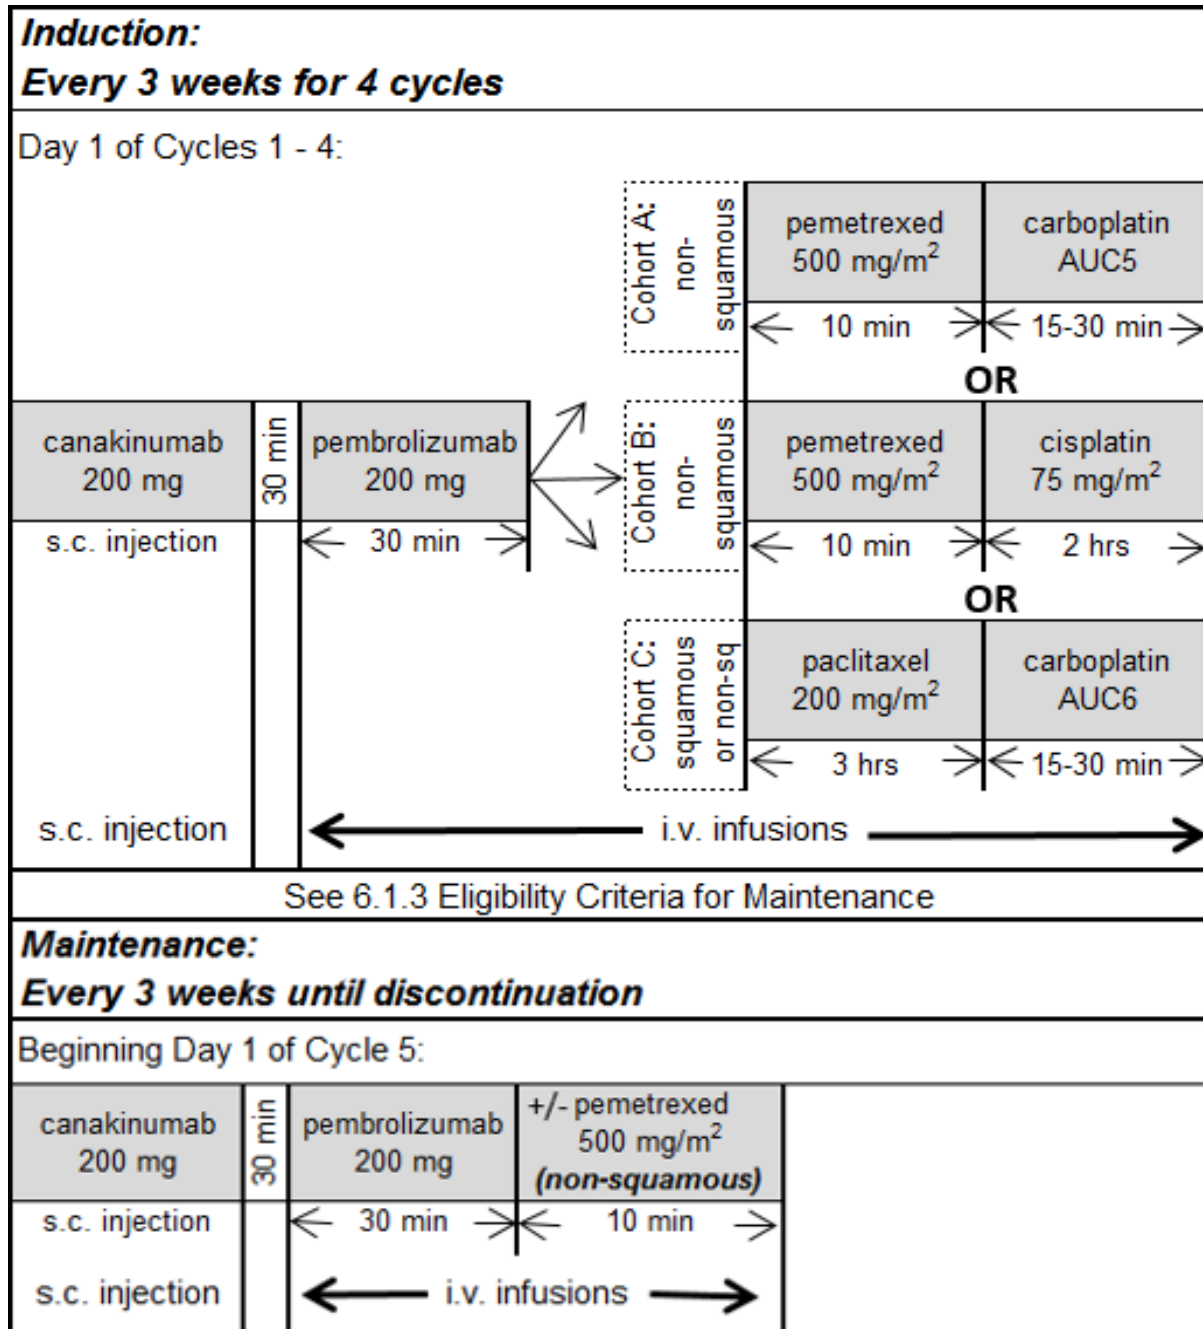 Induction:
Every 3 weeks for 4 cycles
Day 1 of Cycles 1 - 4:
Cohort A:
non-
squamous
pemetrexed
500 mg/m²
carboplatin
AUC5
10 min
15-30 min
OR
canakinumab
200 mg
30 min
pembrolizumab
200 mg
s.c. injection
30 min
Cohort B:
non-
squamous
pemetrexed
500 mg/m²
cisplatin
75 mg/m²
10 min
2 hrs
OR
Cohort C:
squamous
or non-sq
paclitaxel
200 mg/m²
carboplatin
AUC6
3 hrs
15-30 min
s.c. injection
i.v. infusions
See 6.1.3 Eligibility Criteria for Maintenance
Maintenance:
Every 3 weeks until discontinuation
Beginning Day 1 of Cycle 5:
canakinumab
200 mg
30 min
pembrolizumab
200 mg
+/- pemetrexed
500 mg/m²
(non-squamous)
s.c. injection
30 min
10 min
s.c. injection
i.v. infusions